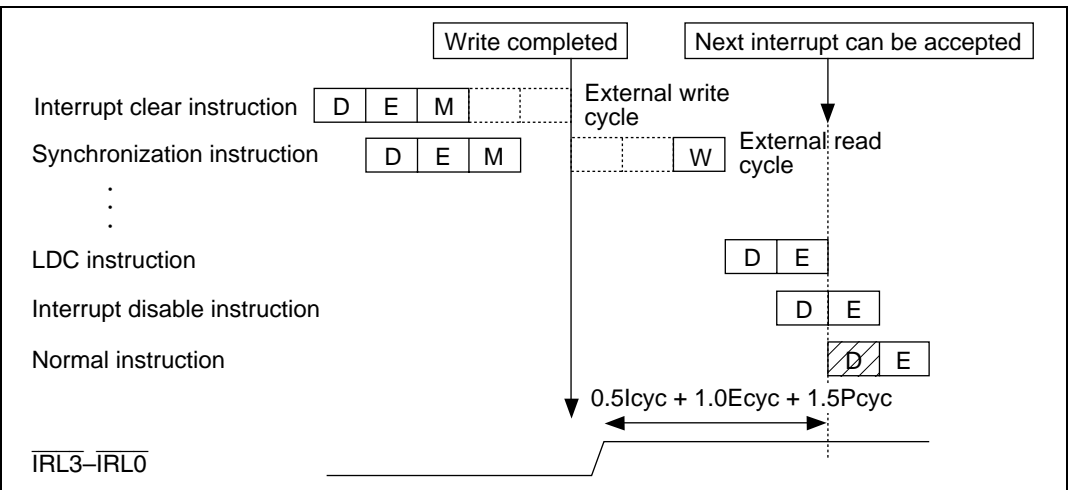 Write completed
Next interrupt can be accepted
Interrupt clear instruction D E M External write
cycle
Synchronization instruction D E M W External read
cycle
.
.
.
LDC instruction D E
Interrupt disable instruction D E
Normal instruction D E
0.5Icyc + 1.0Ecyc + 1.5Pcyc
IRL3–IRL0